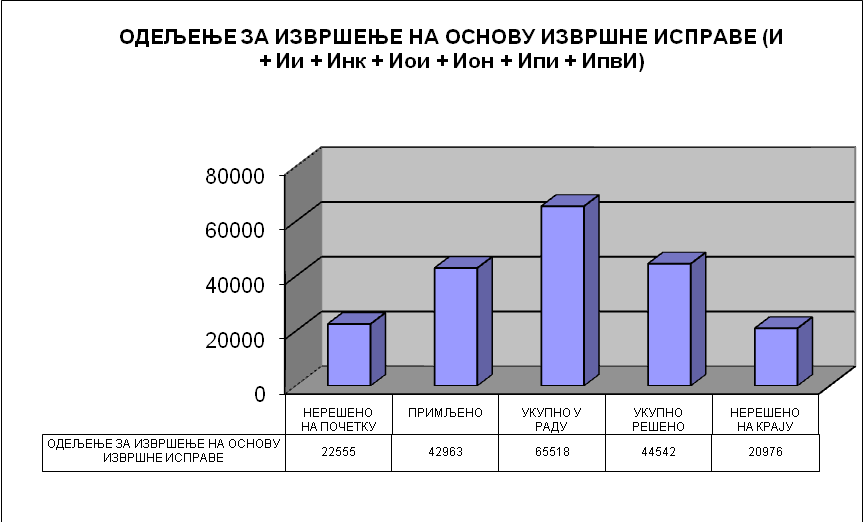 ОДЕЉЕЊЕ ЗА ИЗВРШЕЊЕ НА ОСНОВУ ИЗВРШНЕ ИСПРАВЕ (И
+ Ии + Инк + Иои + Ион + Ипи + ИпвИ)
80000
60000
40000
20000
0
НЕРЕШЕНО НА ПОЧЕТКУ
ПРИМЉЕНО
УКУПНО У РАДУ
УКУПНО РЕШЕНО
НЕРЕШЕНО НА КРАЈУ
ОДЕЉЕЊЕ ЗА ИЗВРШЕЊЕ НА ОСНОВУ
ИЗВРШНЕ ИСПРАВЕ
22555
42963
65518
44542
20976